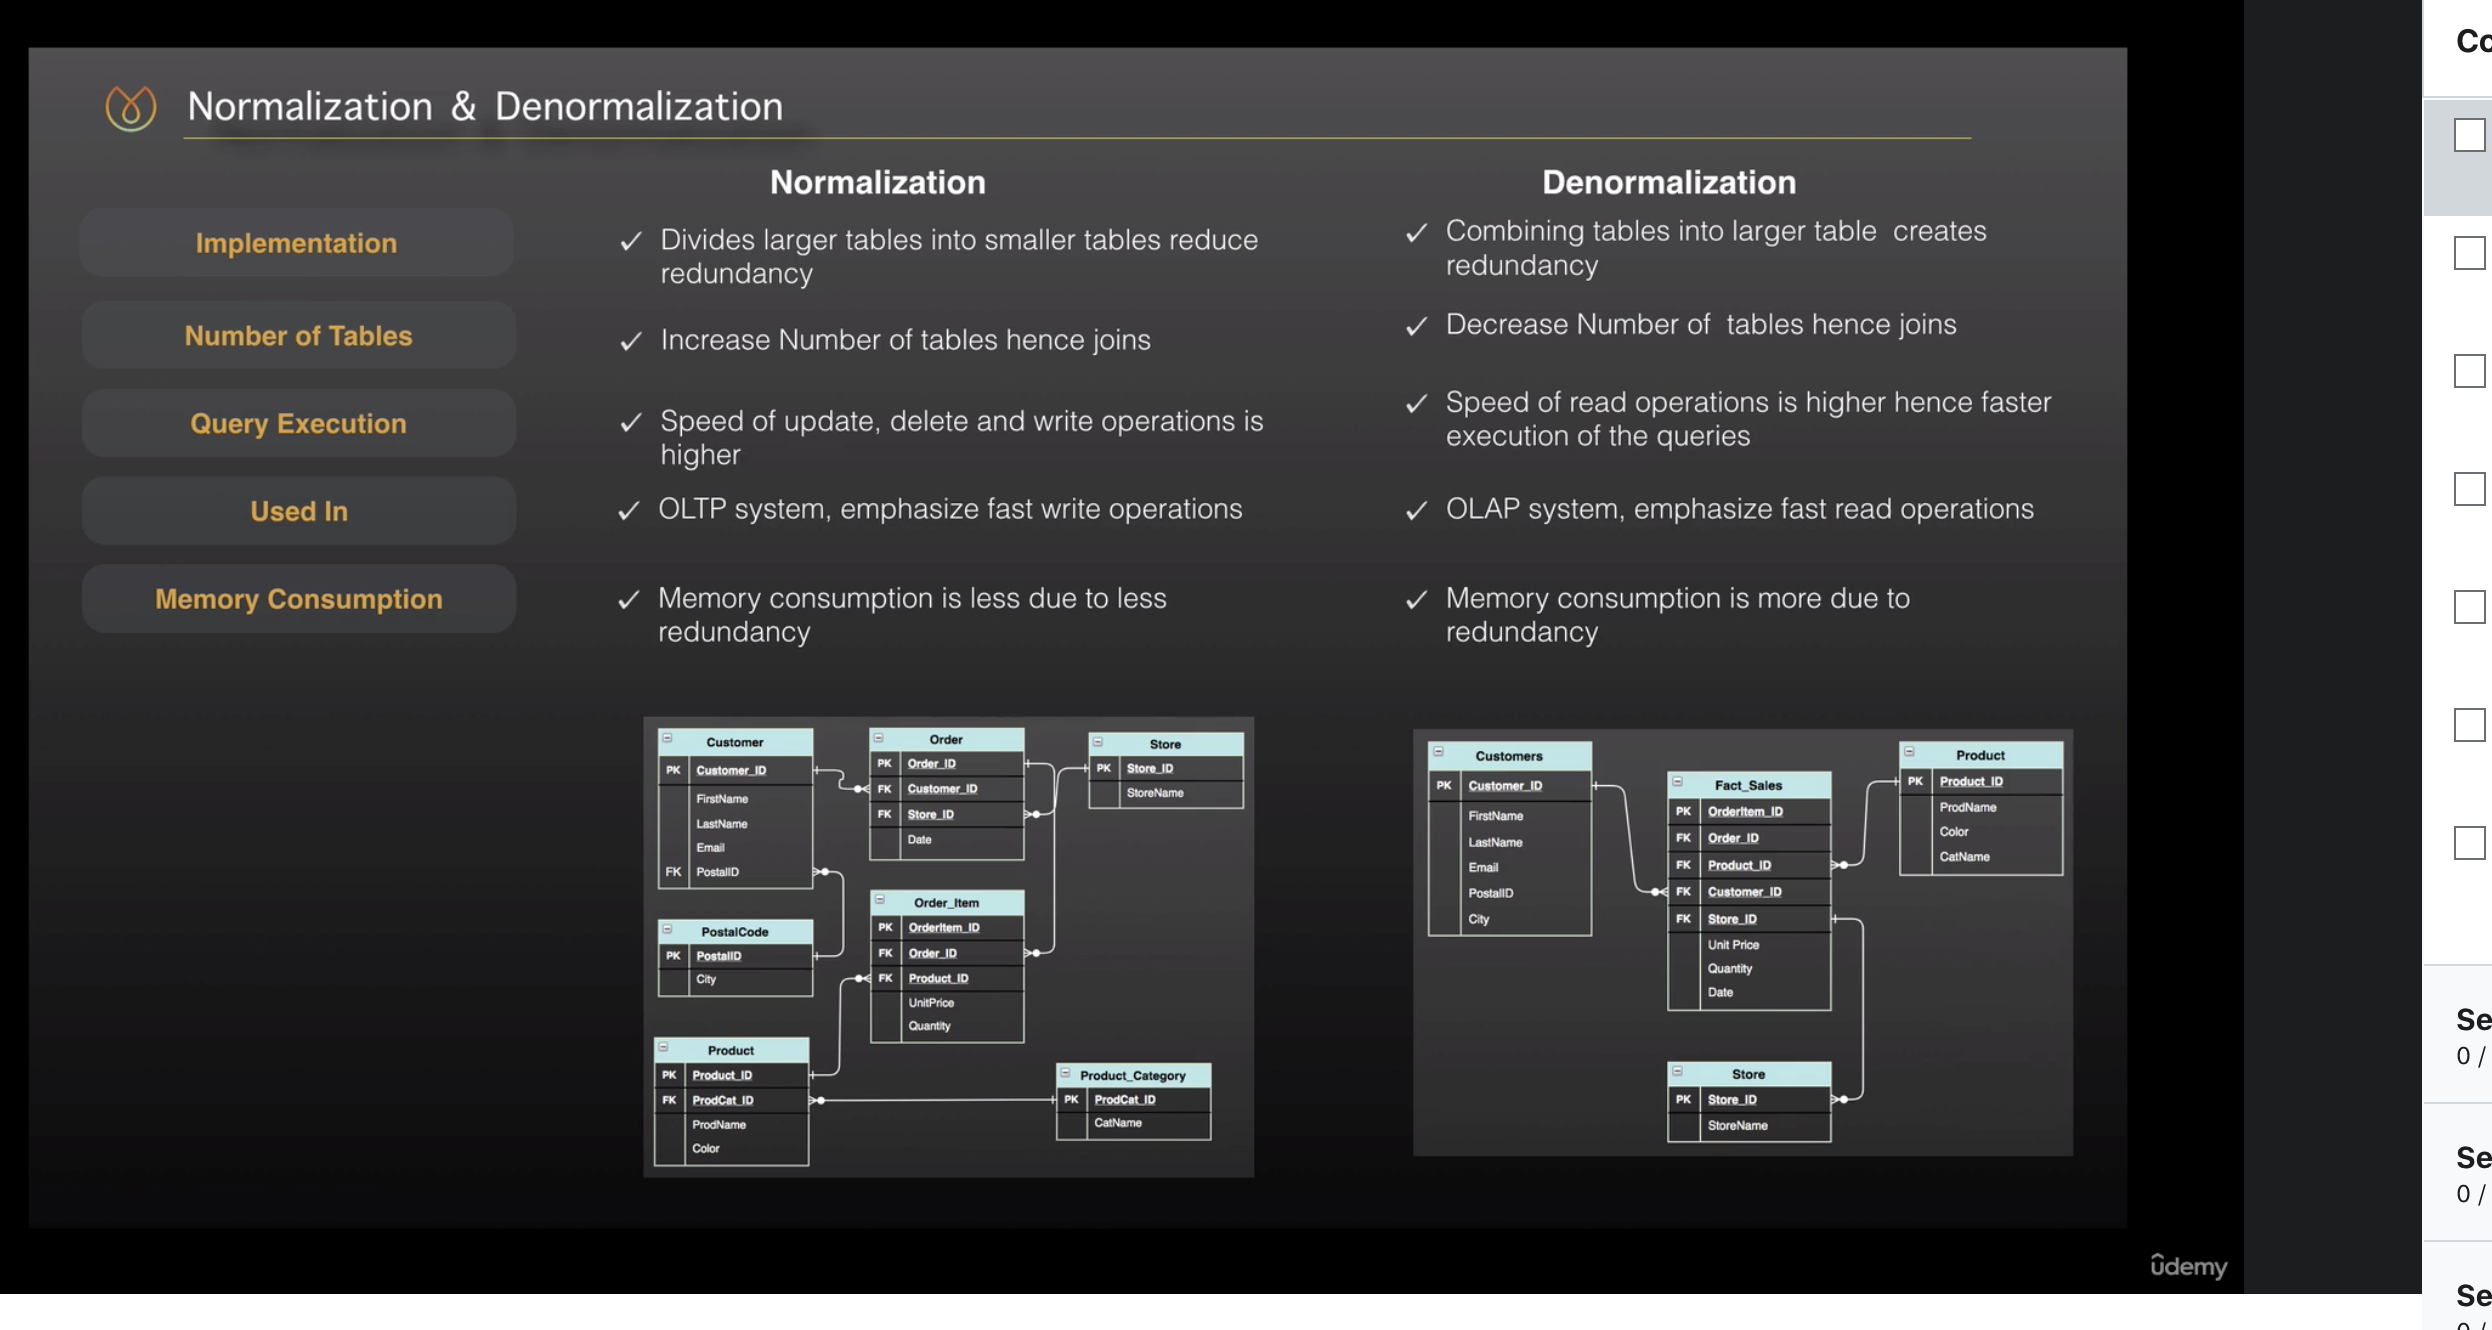 Normalization & Denormalization
Normalization
Denormalization
Implementation
Divides larger tables into smaller tables reduce
redundancy
Combining tables into larger table creates
redundancy
Number of Tables
Increase Number of tables hence joins
Decrease Number of tables hence joins
Query Execution
Speed of update, delete and write operations is
higher
Speed of read operations is higher hence faster
execution of the queries
Used In
OLTP system, emphasize fast write operations
OLAP system, emphasize fast read operations
Memory Consumption
Memory consumption is less due to less
redundancy
Memory consumption is more due to
redundancy
Customer
PK Customer_ID
FirstName
LastName
Email
FK PostalID
PostalCode
PK PostalID
City
Product
PK Product_ID
FK ProdCat_ID
ProdName
Color
Order
PK Order_ID
FK Customer_ID
FK Store_ID
Date
Order_Item
PK OrderItem_ID
FK Order_ID
FK Product_ID
UnitPrice
Quantity
Store
PK Store_ID
StoreName
Product_Category
PK ProdCat_ID
CatName
Customers
PK Customer_ID
FirstName
LastName
Email
PostalID
City
Fact_Sales
PK OrderItem_ID
FK Order_ID
FK Product_ID
FK Customer_ID
FK Store_ID
Unit Price
Quantity
Date
Product
PK Product_ID
ProdName
Color
CatName
Store
PK Store_ID
StoreName
ûdemy
Co
Se
0 /
Se
0 /
Se